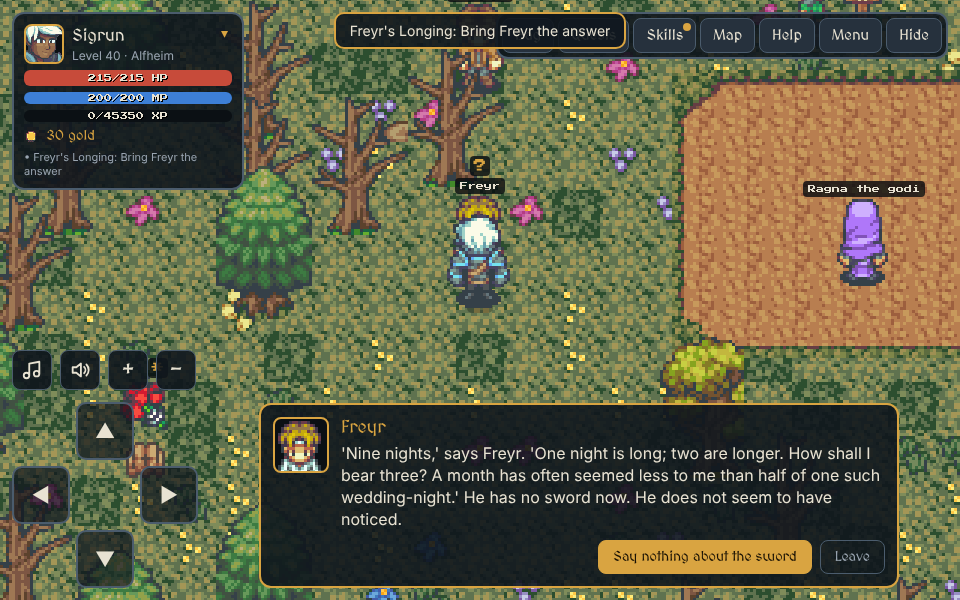 Sigrun
Level 40 · Alfheim
215/215 HP
200/200 MP
0/45350 XP
30 gold
• Freyr's Longing: Bring Freyr the
answer
Freyr's Longing: Bring Freyr the answer
Skills
Map
Help
Menu
Hide
?
Freyr
Ragna the godi
+
−
Freyr
'Nine nights,' says Freyr. 'One night is long; two are longer. How shall I
bear three? A month has often seemed less to me than half of one such
wedding-night.' He has no sword now. He does not seem to have
noticed.
Say nothing about the sword
Leave